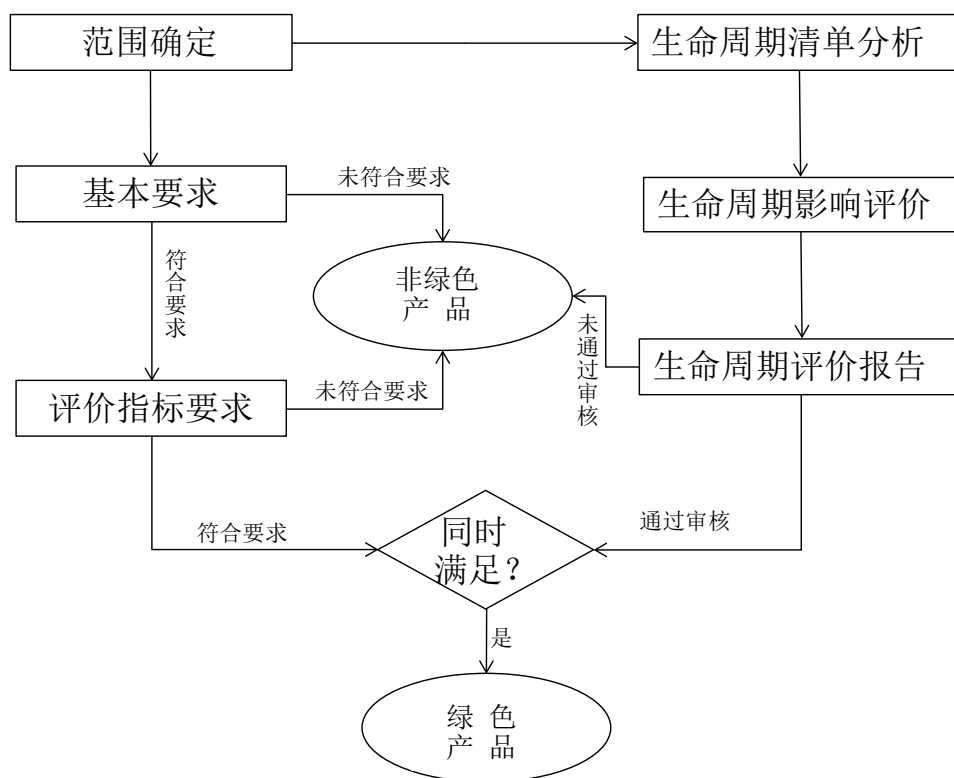 范围确定
生命周期清单分析
基本要求
未符合要求
生命周期影响评价
符合要求
非绿色
产 品
未通过审核
生命周期评价报告
评价指标要求
未符合要求
符合要求
同时
满足?
通过审核
是
绿 色
产 品